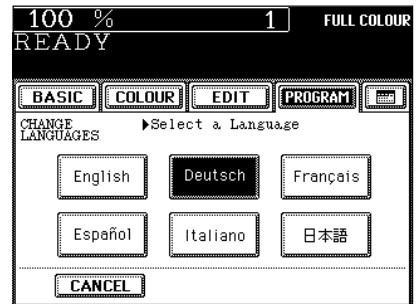 100 % 1 FULL COLOUR
READY
BASIC COLOUR EDIT PROGRAM
CHANGE LANGUAGES ▶Select a Language
English Deutsch Français
Español Italiano 日本語
CANCEL